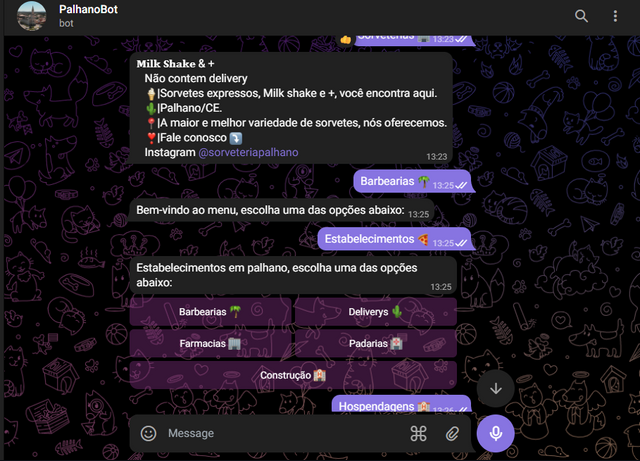 PalhanoBot
bot
Sorveterias 13:23
Milk Shake & +
Não contem delivery
|Sorvetes expressos, Milk shake e +, você encontra aqui.
|Palhano/CE.
|A maior e melhor variedade de sorvetes, nós oferecemos.
|Fale conosco
Instagram @sorveteriapalhano
13:23
Barbearias 13:25
Bem-vindo ao menu, escolha uma das opções abaixo: 13:25
Estabelecimentos 13:25
Estabelecimentos em palhano, escolha uma das opções
abaixo: 13:25
Barbearias Deliverys
Farmacias Padarias
Construção
Hospendagens 13:26
Message